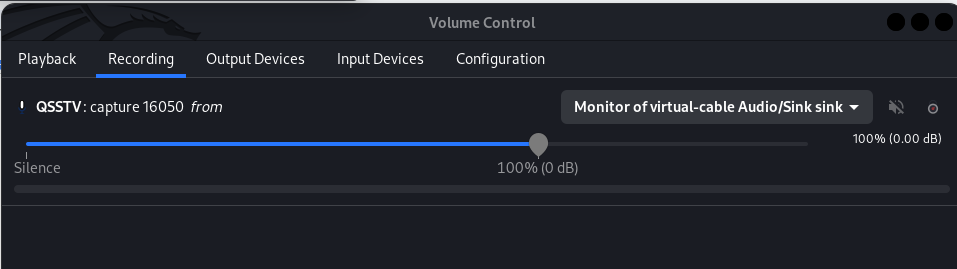 Volume Control
Playback Recording Output Devices Input Devices Configuration
QSSTV: capture 16050 from Monitor of virtual-cable Audio/Sink sink
100% (0.00 dB)
Silence 100% (0 dB)